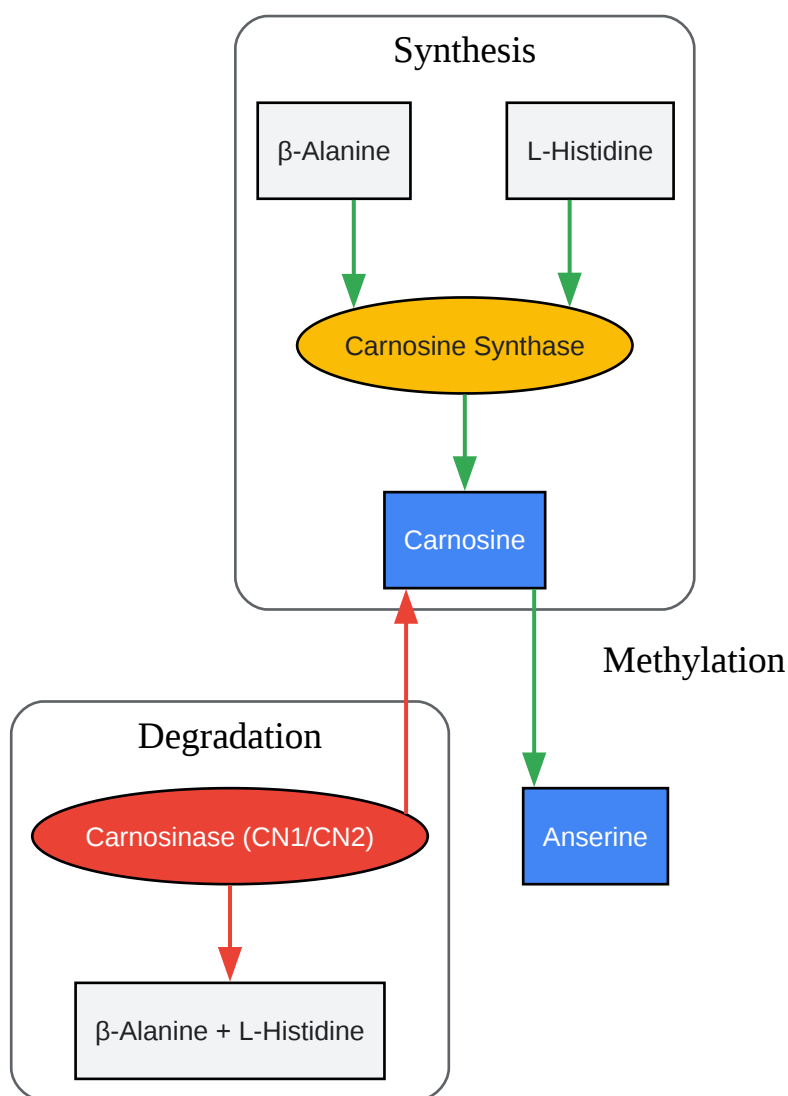 Synthesis
β-Alanine
L-Histidine
Carnosine Synthase
Carnosine
Methylation
Degradation
Carnosinase (CN1/CN2)
Anserine
β-Alanine + L-Histidine